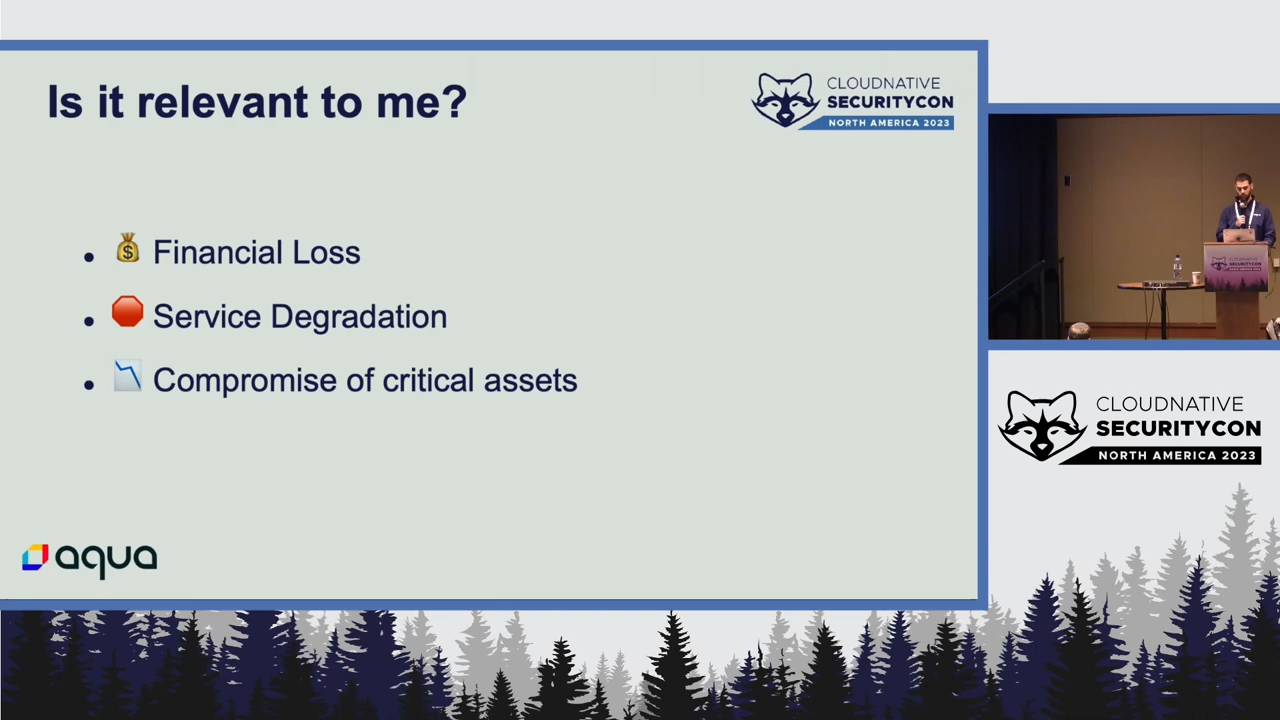 Is it relevant to me?
CLOUDNATIVE
SECURITYCON
NORTH AMERICA 2023
• 💰 Financial Loss
• 🛑 Service Degradation
• 📉 Compromise of critical assets
aqua
CLOUDNATIVE
SECURITYCON
NORTH AMERICA 2023